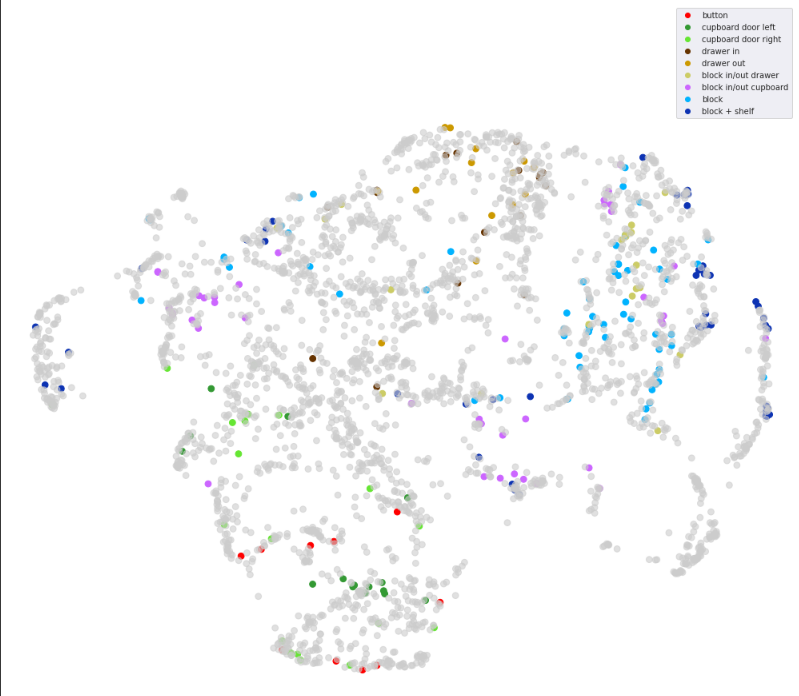 button
cupboard door left
cupboard door right
drawer in
drawer out
block in/out drawer
block in/out cupboard
block
block + shelf